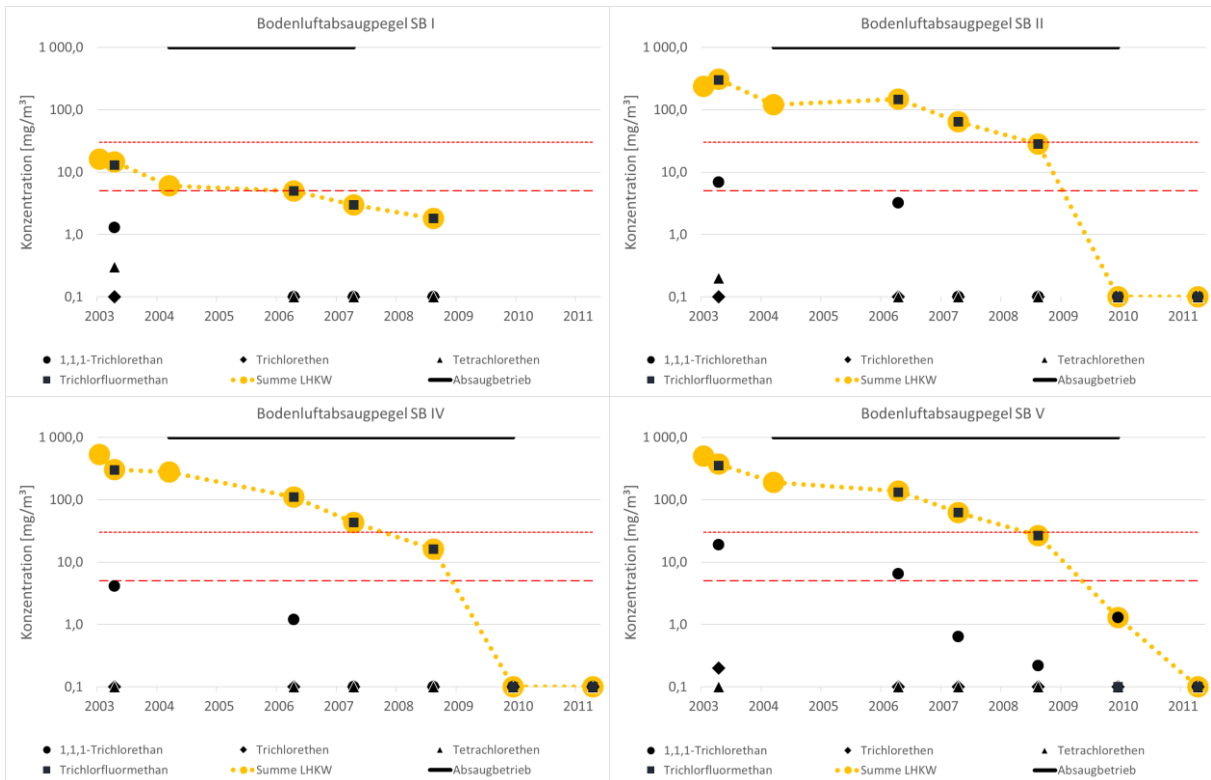 Bodenluftabsaugpegel SB I
Konzentration [mg/m³]
1 000,0
100,0
10,0
1,0
0,1
2003 2004 2005 2006 2007 2008 2009 2010 2011
1,1,1-Trichlorethan Trichlorethen Tetrachlorethen
Trichlorfluormethan Summe LHKW Absaugbetrieb
Bodenluftabsaugpegel SB II
Konzentration [mg/m³]
1 000,0
100,0
10,0
1,0
0,1
2003 2004 2005 2006 2007 2008 2009 2010 2011
1,1,1-Trichlorethan Trichlorethen Tetrachlorethen
Trichlorfluormethan Summe LHKW Absaugbetrieb
Bodenluftabsaugpegel SB IV
Konzentration [mg/m³]
1 000,0
100,0
10,0
1,0
0,1
2003 2004 2005 2006 2007 2008 2009 2010 2011
1,1,1-Trichlorethan Trichlorethen Tetrachlorethen
Trichlorfluormethan Summe LHKW Absaugbetrieb
Bodenluftabsaugpegel SB V
Konzentration [mg/m³]
1 000,0
100,0
10,0
1,0
0,1
2003 2004 2005 2006 2007 2008 2009 2010 2011
1,1,1-Trichlorethan Trichlorethen Tetrachlorethen
Trichlorfluormethan Summe LHKW Absaugbetrieb